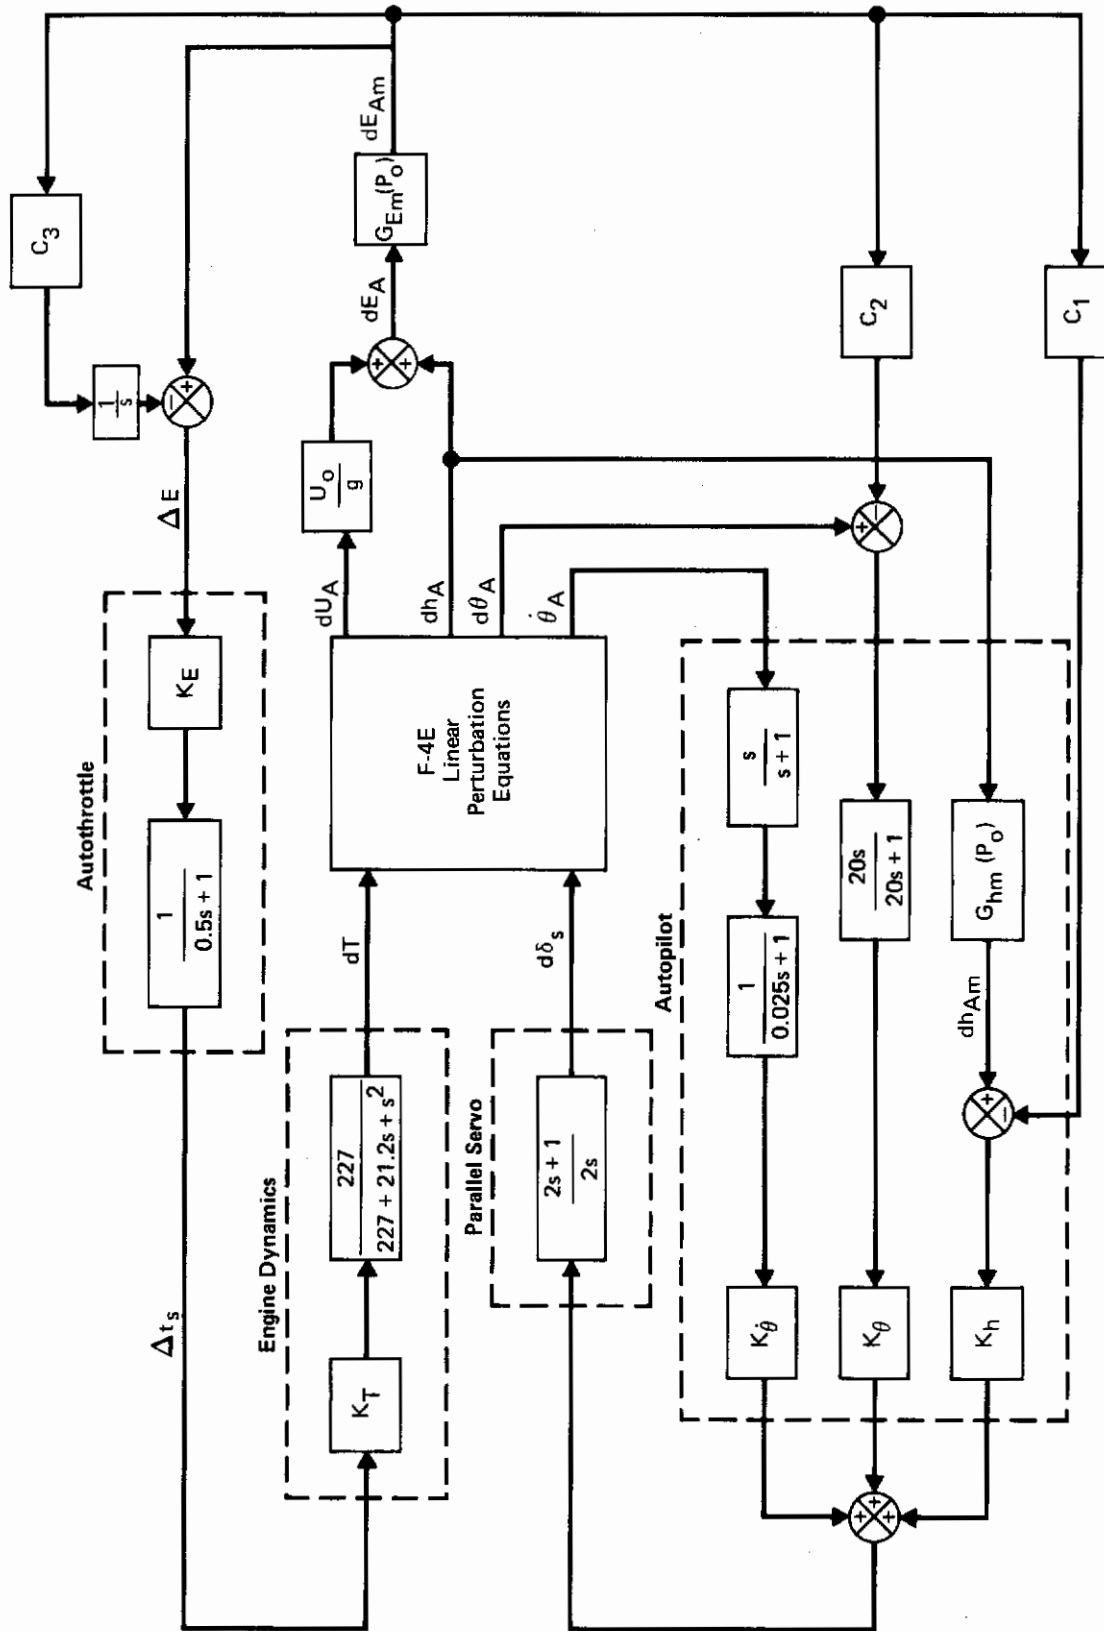 C3
1
s
−
+
ΔE
Autothrottle
KE
1
0.5s + 1
Δts
dEAm
GEm(Po)
dEA
+
+
Uo
g
dUA
dhA
dθA
θ̇A
F-4E
Linear
Perturbation
Equations
dT
dδs
Engine Dynamics
227
227 + 21.2s + s2
KT
Parallel Servo
2s + 1
2s
C2
+
−
C1
Autopilot
s
s + 1
1
0.025s + 1
Kθ̇
20s
20s + 1
Kθ
Ghm (Po)
dhAm
+
−
Kh
+
+
+